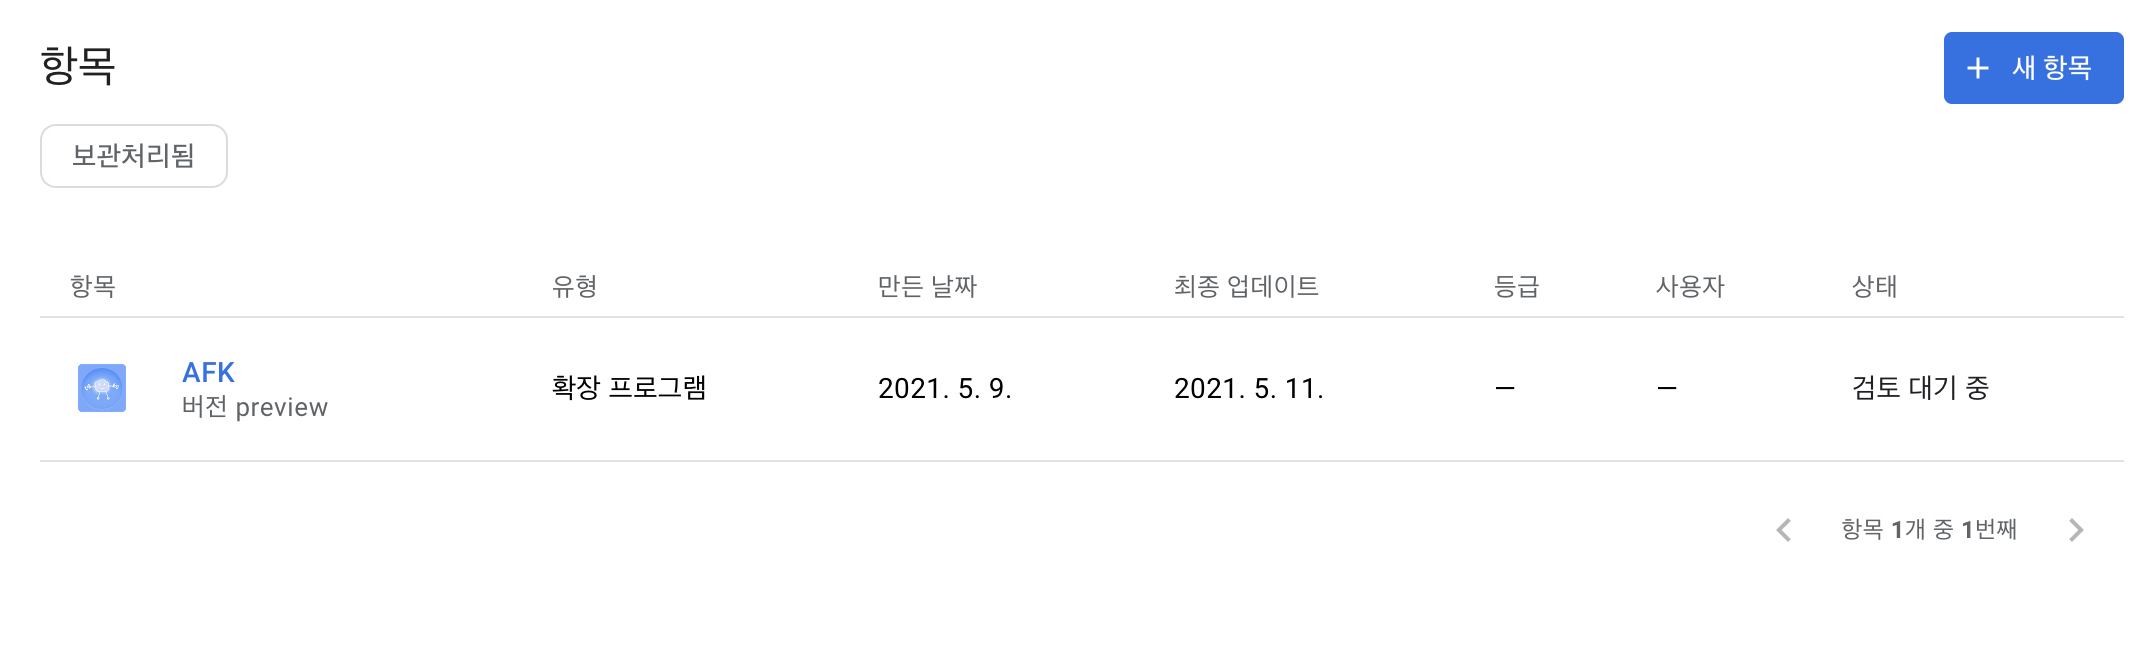 항목
+ 새 항목
보관처리됨
항목 유형 만든 날짜 최종 업데이트 등급 사용자 상태
AFK
버전 preview
확장 프로그램 2021. 5. 9. 2021. 5. 11. – – 검토 대기 중
항목 1개 중 1번째